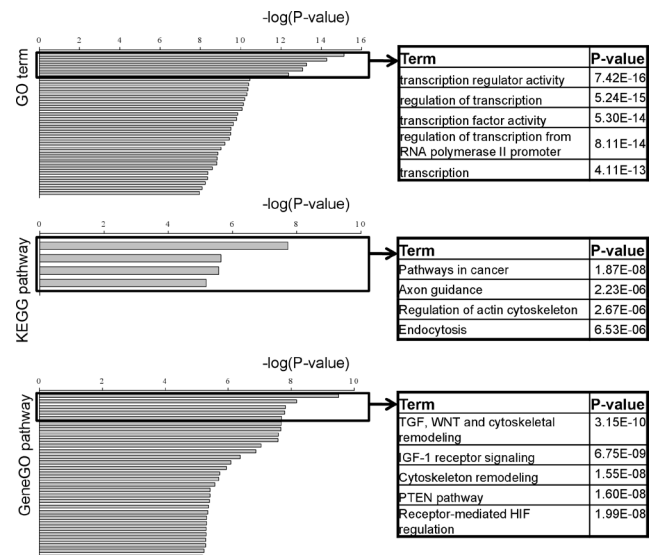 -log(P-value)
0 2 4 6 8 10 12 14 16
GO term
Term P-value
transcription regulator activity 7.42E-16
regulation of transcription 5.24E-15
transcription factor activity 5.30E-14
regulation of transcription from
RNA polymerase II promoter 8.11E-14
transcription 4.11E-13
-log(P-value)
0 2 4 6 8 10
KEGG pathway
Term P-value
Pathways in cancer 1.87E-08
Axon guidance 2.23E-06
Regulation of actin cytoskeleton 2.67E-06
Endocytosis 6.53E-06
-log(P-value)
0 2 4 6 8 10
GeneGO pathway
Term P-value
TGF, WNT and cytoskeletal 3.15E-10
remodeling
IGF-1 receptor signaling 6.75E-09
Cytoskeleton remodeling 1.55E-08
PTEN pathway 1.60E-08
Receptor-mediated HIF 1.99E-08
regulation